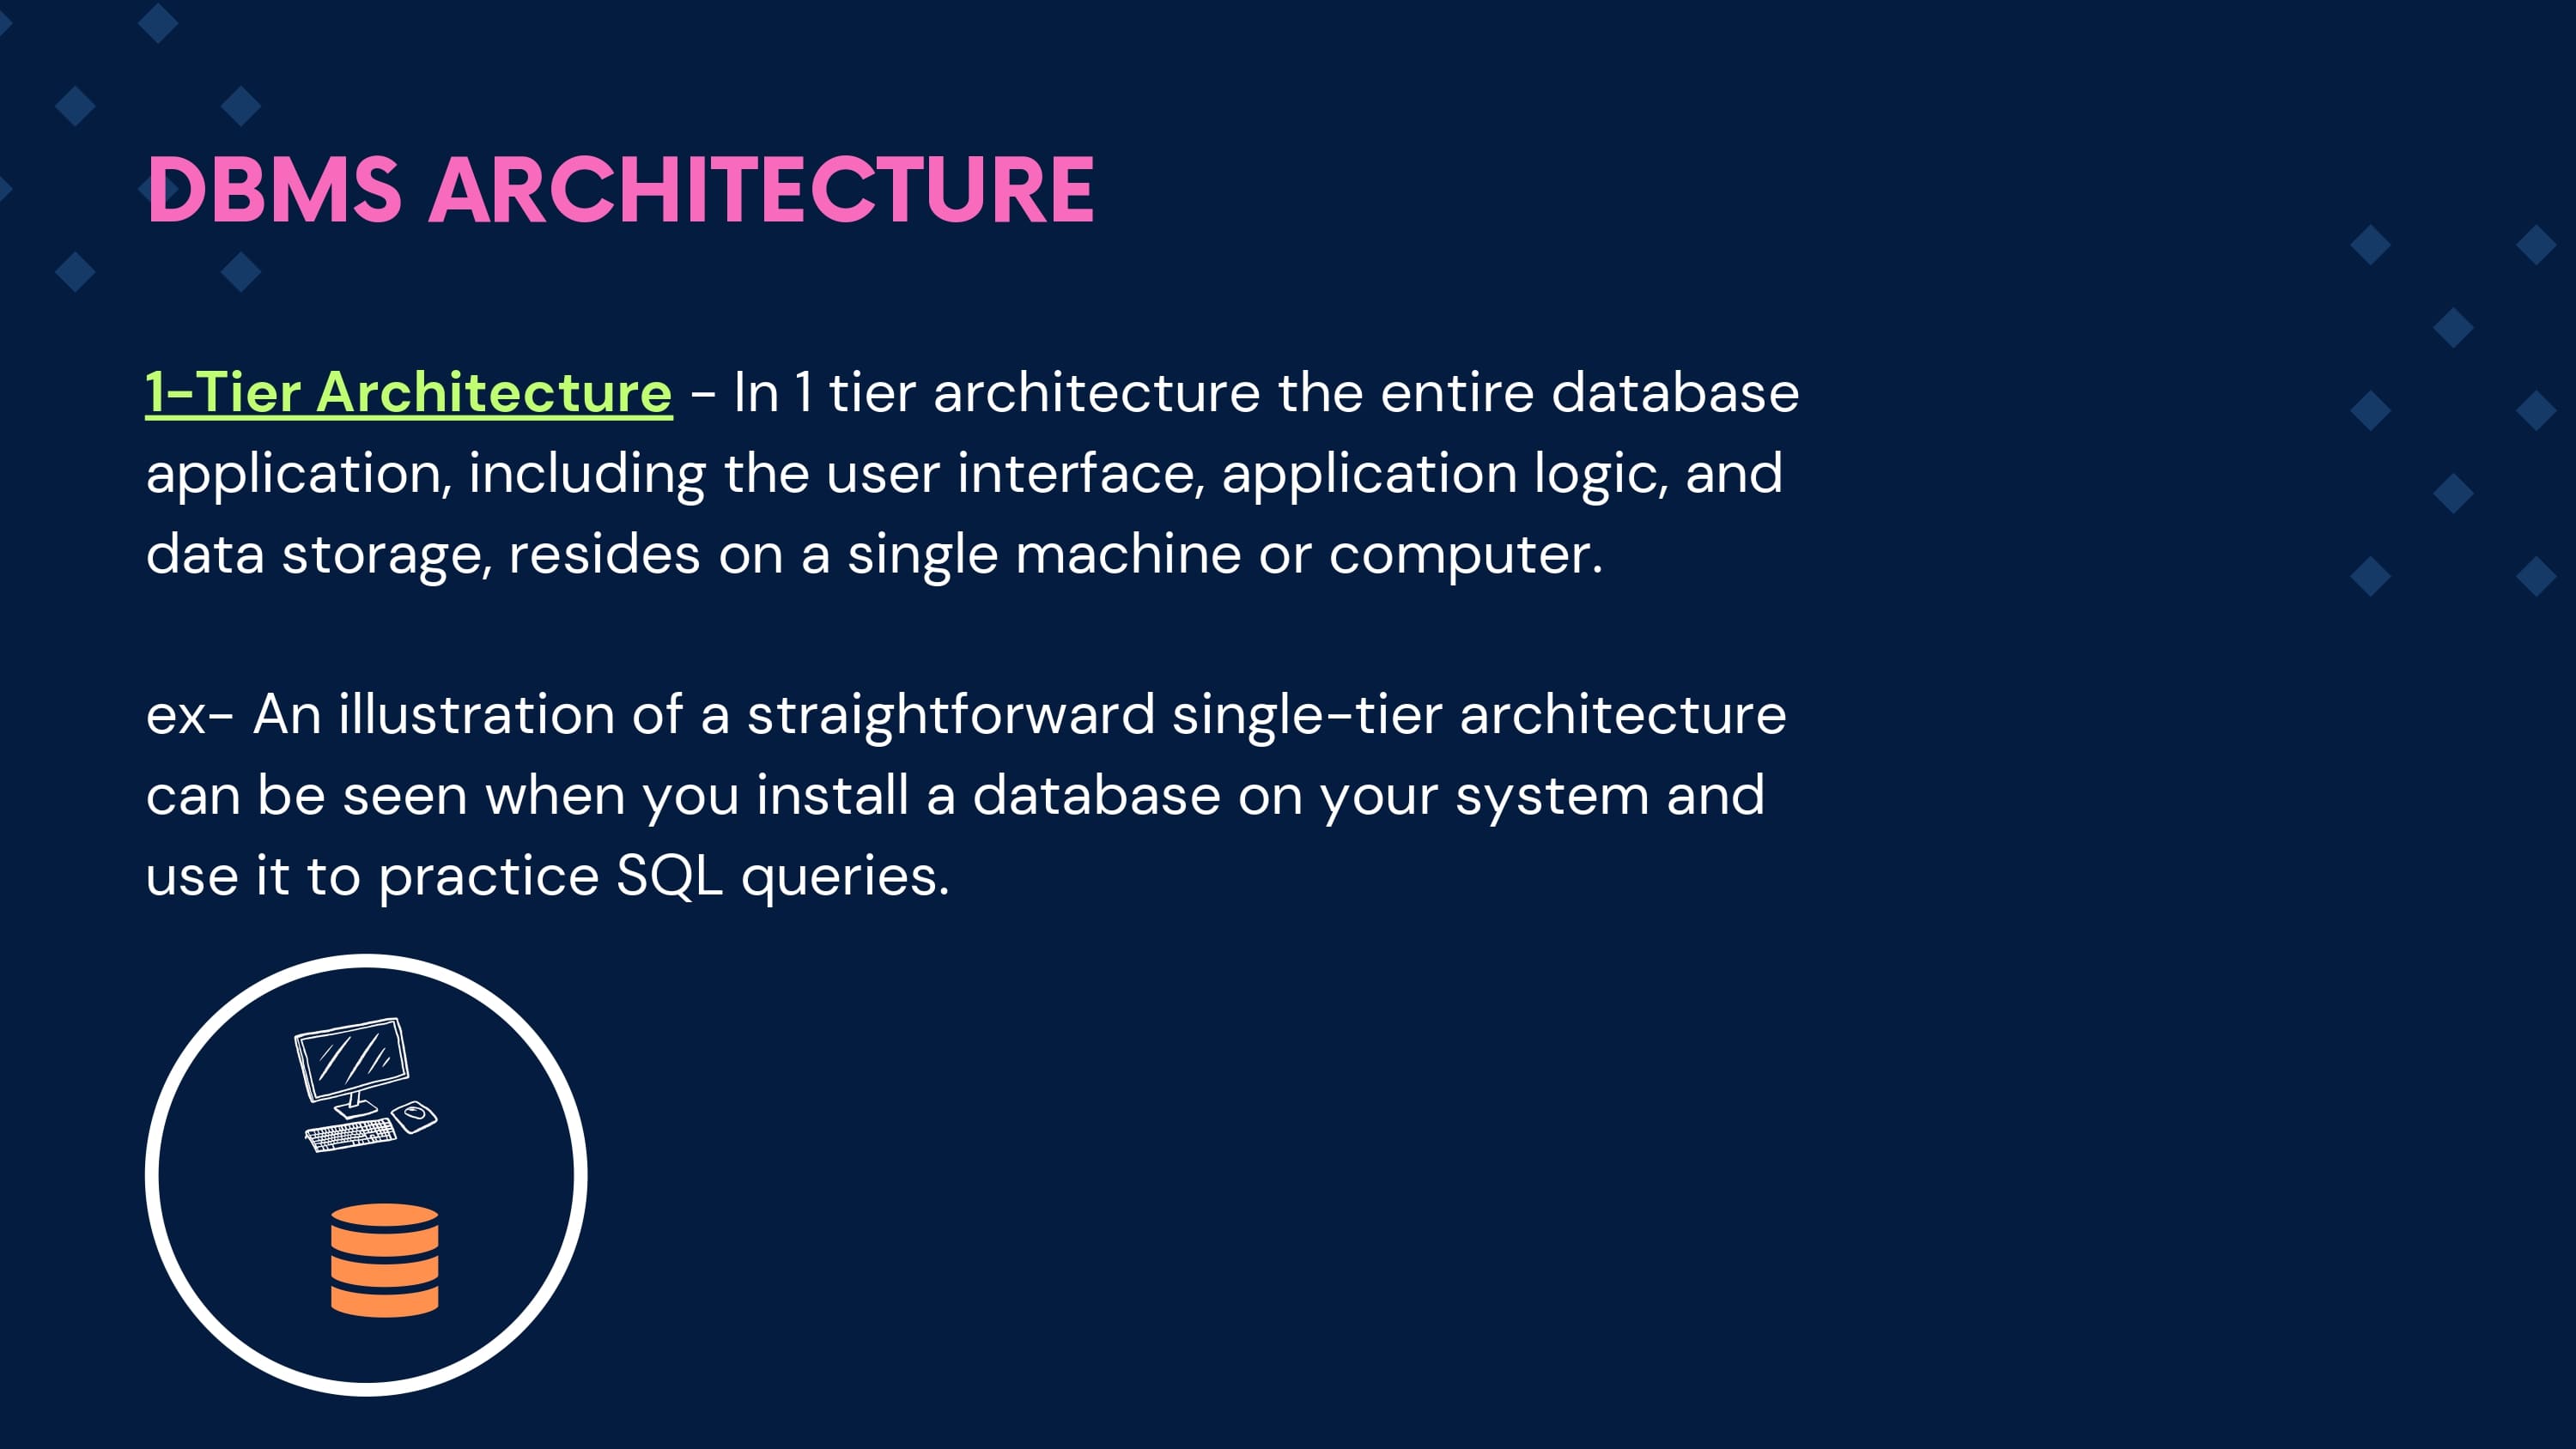 DBMS ARCHITECTURE
1-Tier Architecture - In 1 tier architecture the entire database
application, including the user interface, application logic, and
data storage, resides on a single machine or computer.
ex- An illustration of a straightforward single-tier architecture
can be seen when you install a database on your system and
use it to practice SQL queries.